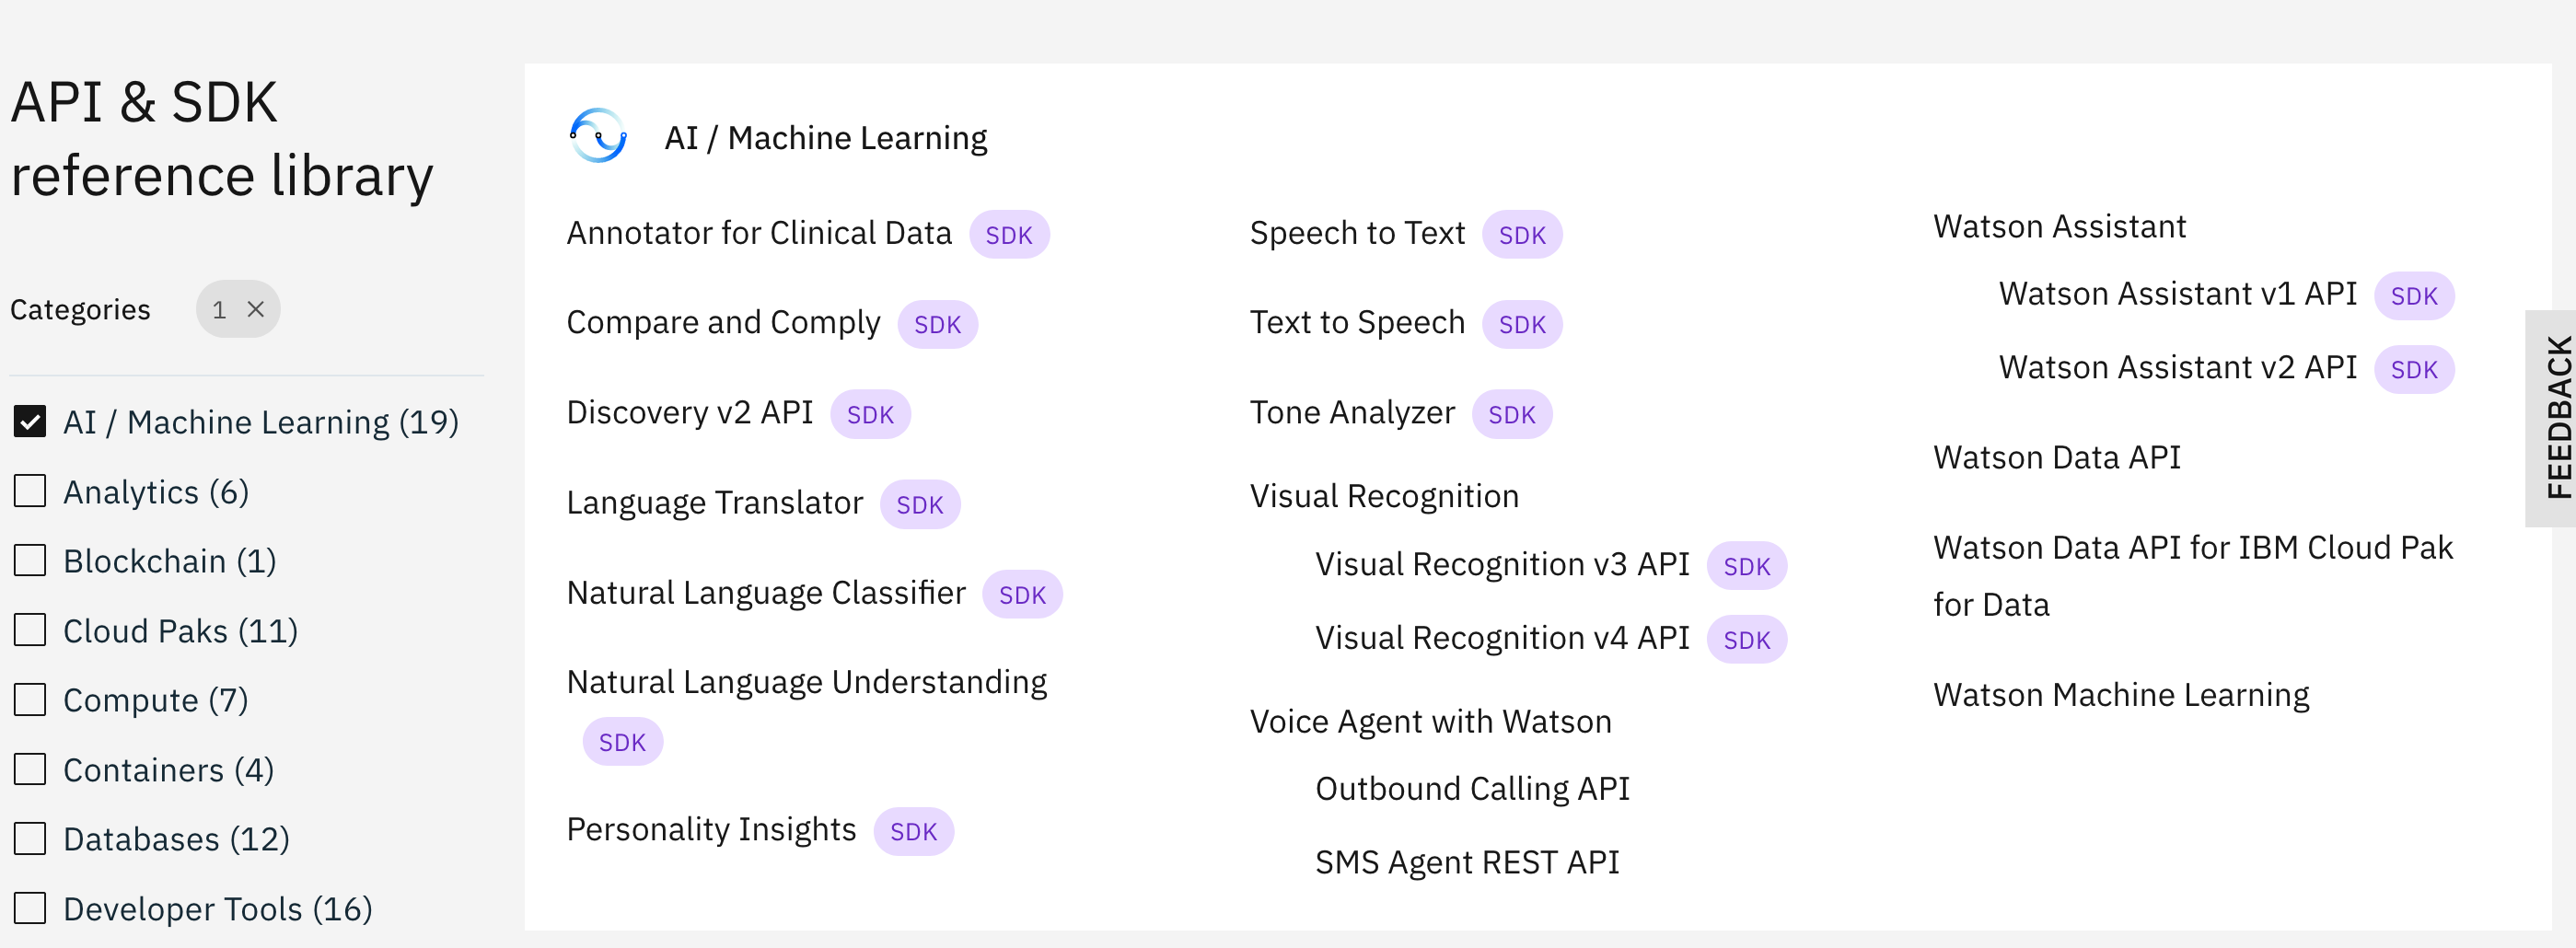 API & SDK
reference library
Categories 1
AI / Machine Learning (19)
Analytics (6)
Blockchain (1)
Cloud Paks (11)
Compute (7)
Containers (4)
Databases (12)
Developer Tools (16)
AI / Machine Learning
Annotator for Clinical Data SDK
Compare and Comply SDK
Discovery v2 API SDK
Language Translator SDK
Natural Language Classifier SDK
Natural Language Understanding
SDK
Personality Insights SDK
Speech to Text SDK
Text to Speech SDK
Tone Analyzer SDK
Visual Recognition
Visual Recognition v3 API SDK
Visual Recognition v4 API SDK
Voice Agent with Watson
Outbound Calling API
SMS Agent REST API
Watson Assistant
Watson Assistant v1 API SDK
Watson Assistant v2 API SDK
Watson Data API
Watson Data API for IBM Cloud Pak
for Data
Watson Machine Learning
FEEDBACK